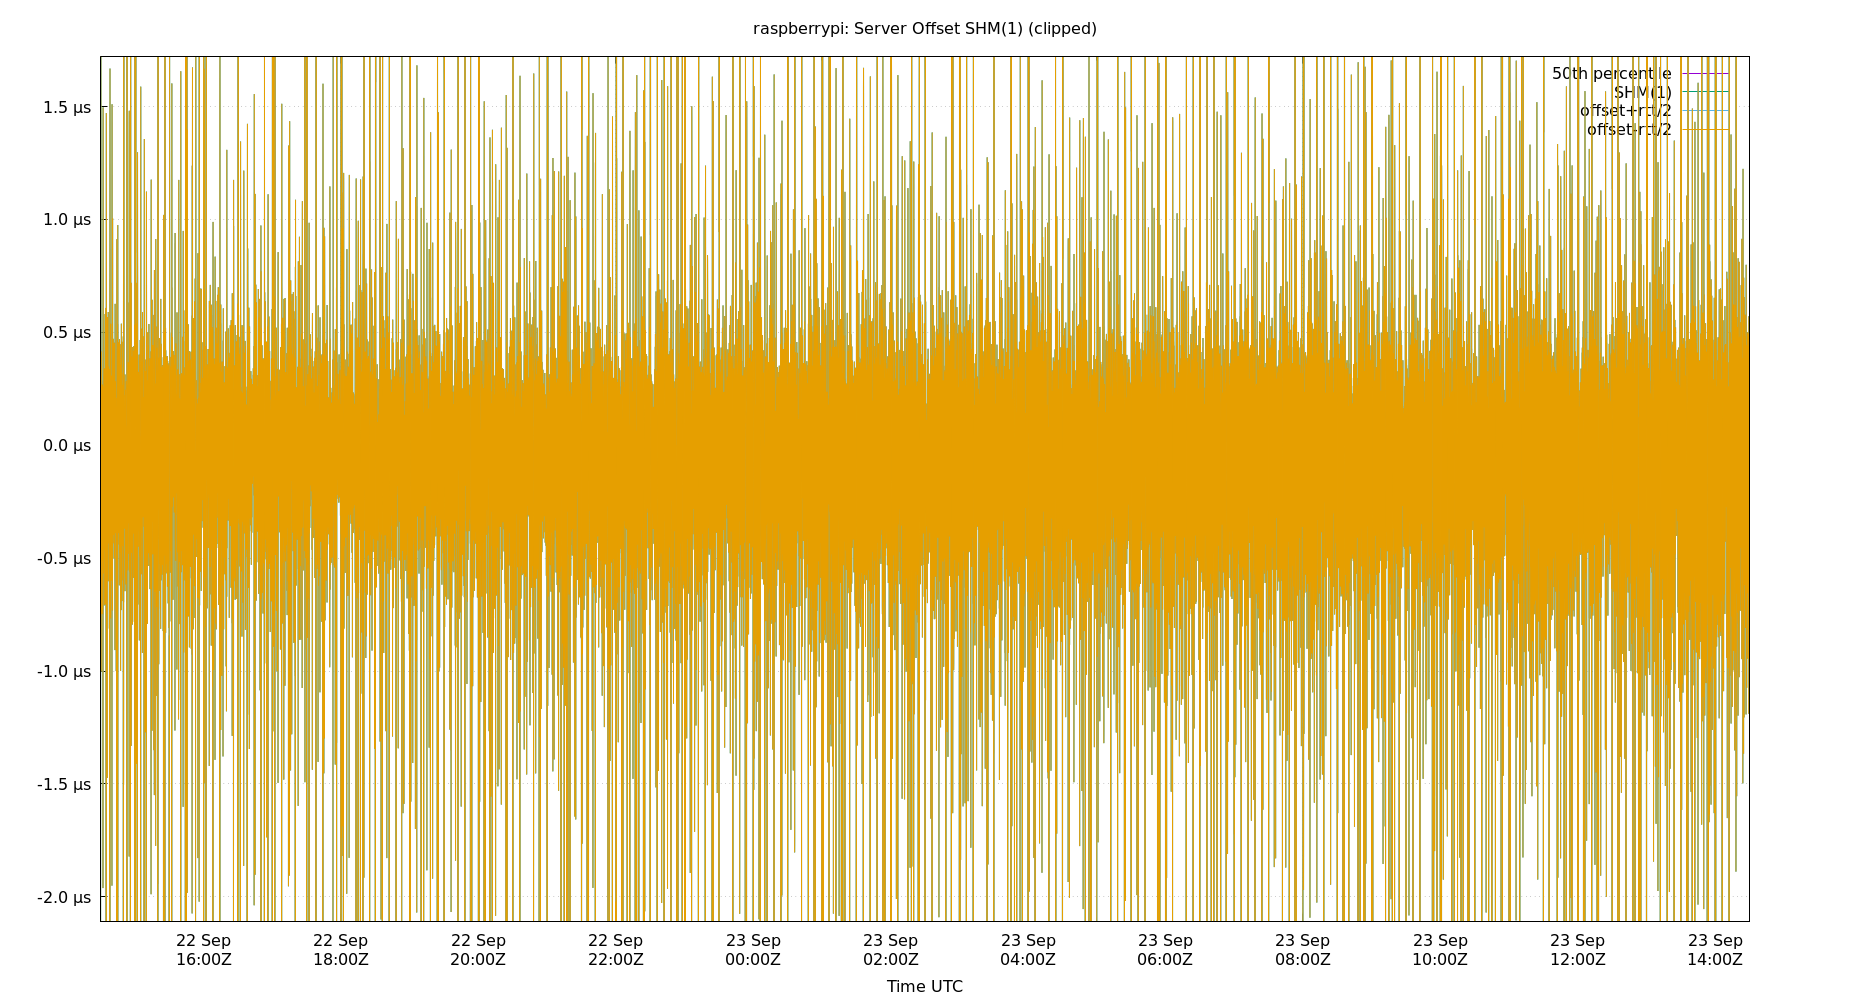 raspberrypi: Server Offset SHM(1) (clipped)
50th percentile
SHM(1)
offset+rtt/2
offset-rtt/2
1.5 µs
1.0 µs
0.5 µs
0.0 µs
-0.5 µs
-1.0 µs
-1.5 µs
-2.0 µs
22 Sep 22 Sep 22 Sep 22 Sep 23 Sep 23 Sep 23 Sep 23 Sep 23 Sep 23 Sep 23 Sep 23 Sep
16:00Z 18:00Z 20:00Z 22:00Z 00:00Z 02:00Z 04:00Z 06:00Z 08:00Z 10:00Z 12:00Z 14:00Z
Time UTC